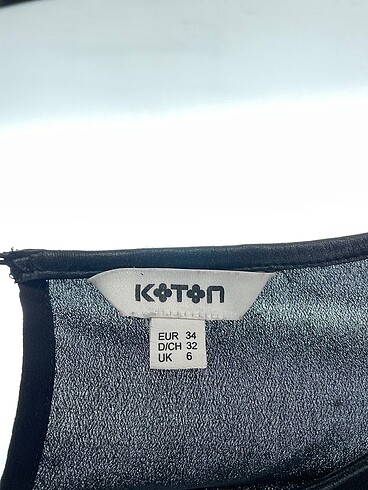 KOTON
EUR 34
D/CH 32
UK 6